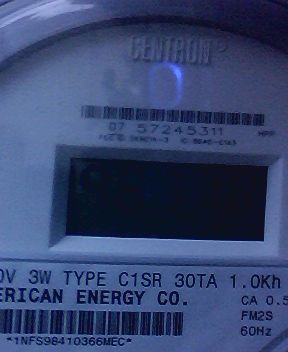 CENTRON®
07 57245311 HPP
0V 3W TYPE C1SR 30TA 1.0Kh
ERICAN ENERGY CO. CA 0.5
FM2S
*1NFS98410366MEC* 60Hz